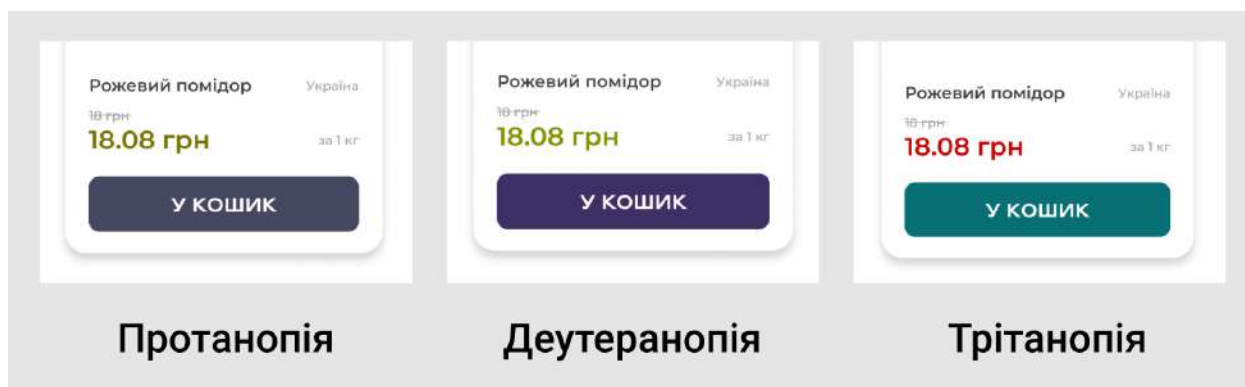 Рожевий помідор Україна
18 грн
18.08 грн за 1 кг
У КОШИК
Протанопія
Рожевий помідор Україна
18 грн
18.08 грн за 1 кг
У КОШИК
Деутеранопія
Рожевий помідор Україна
18 грн
18.08 грн за 1 кг
У КОШИК
Трітанопія